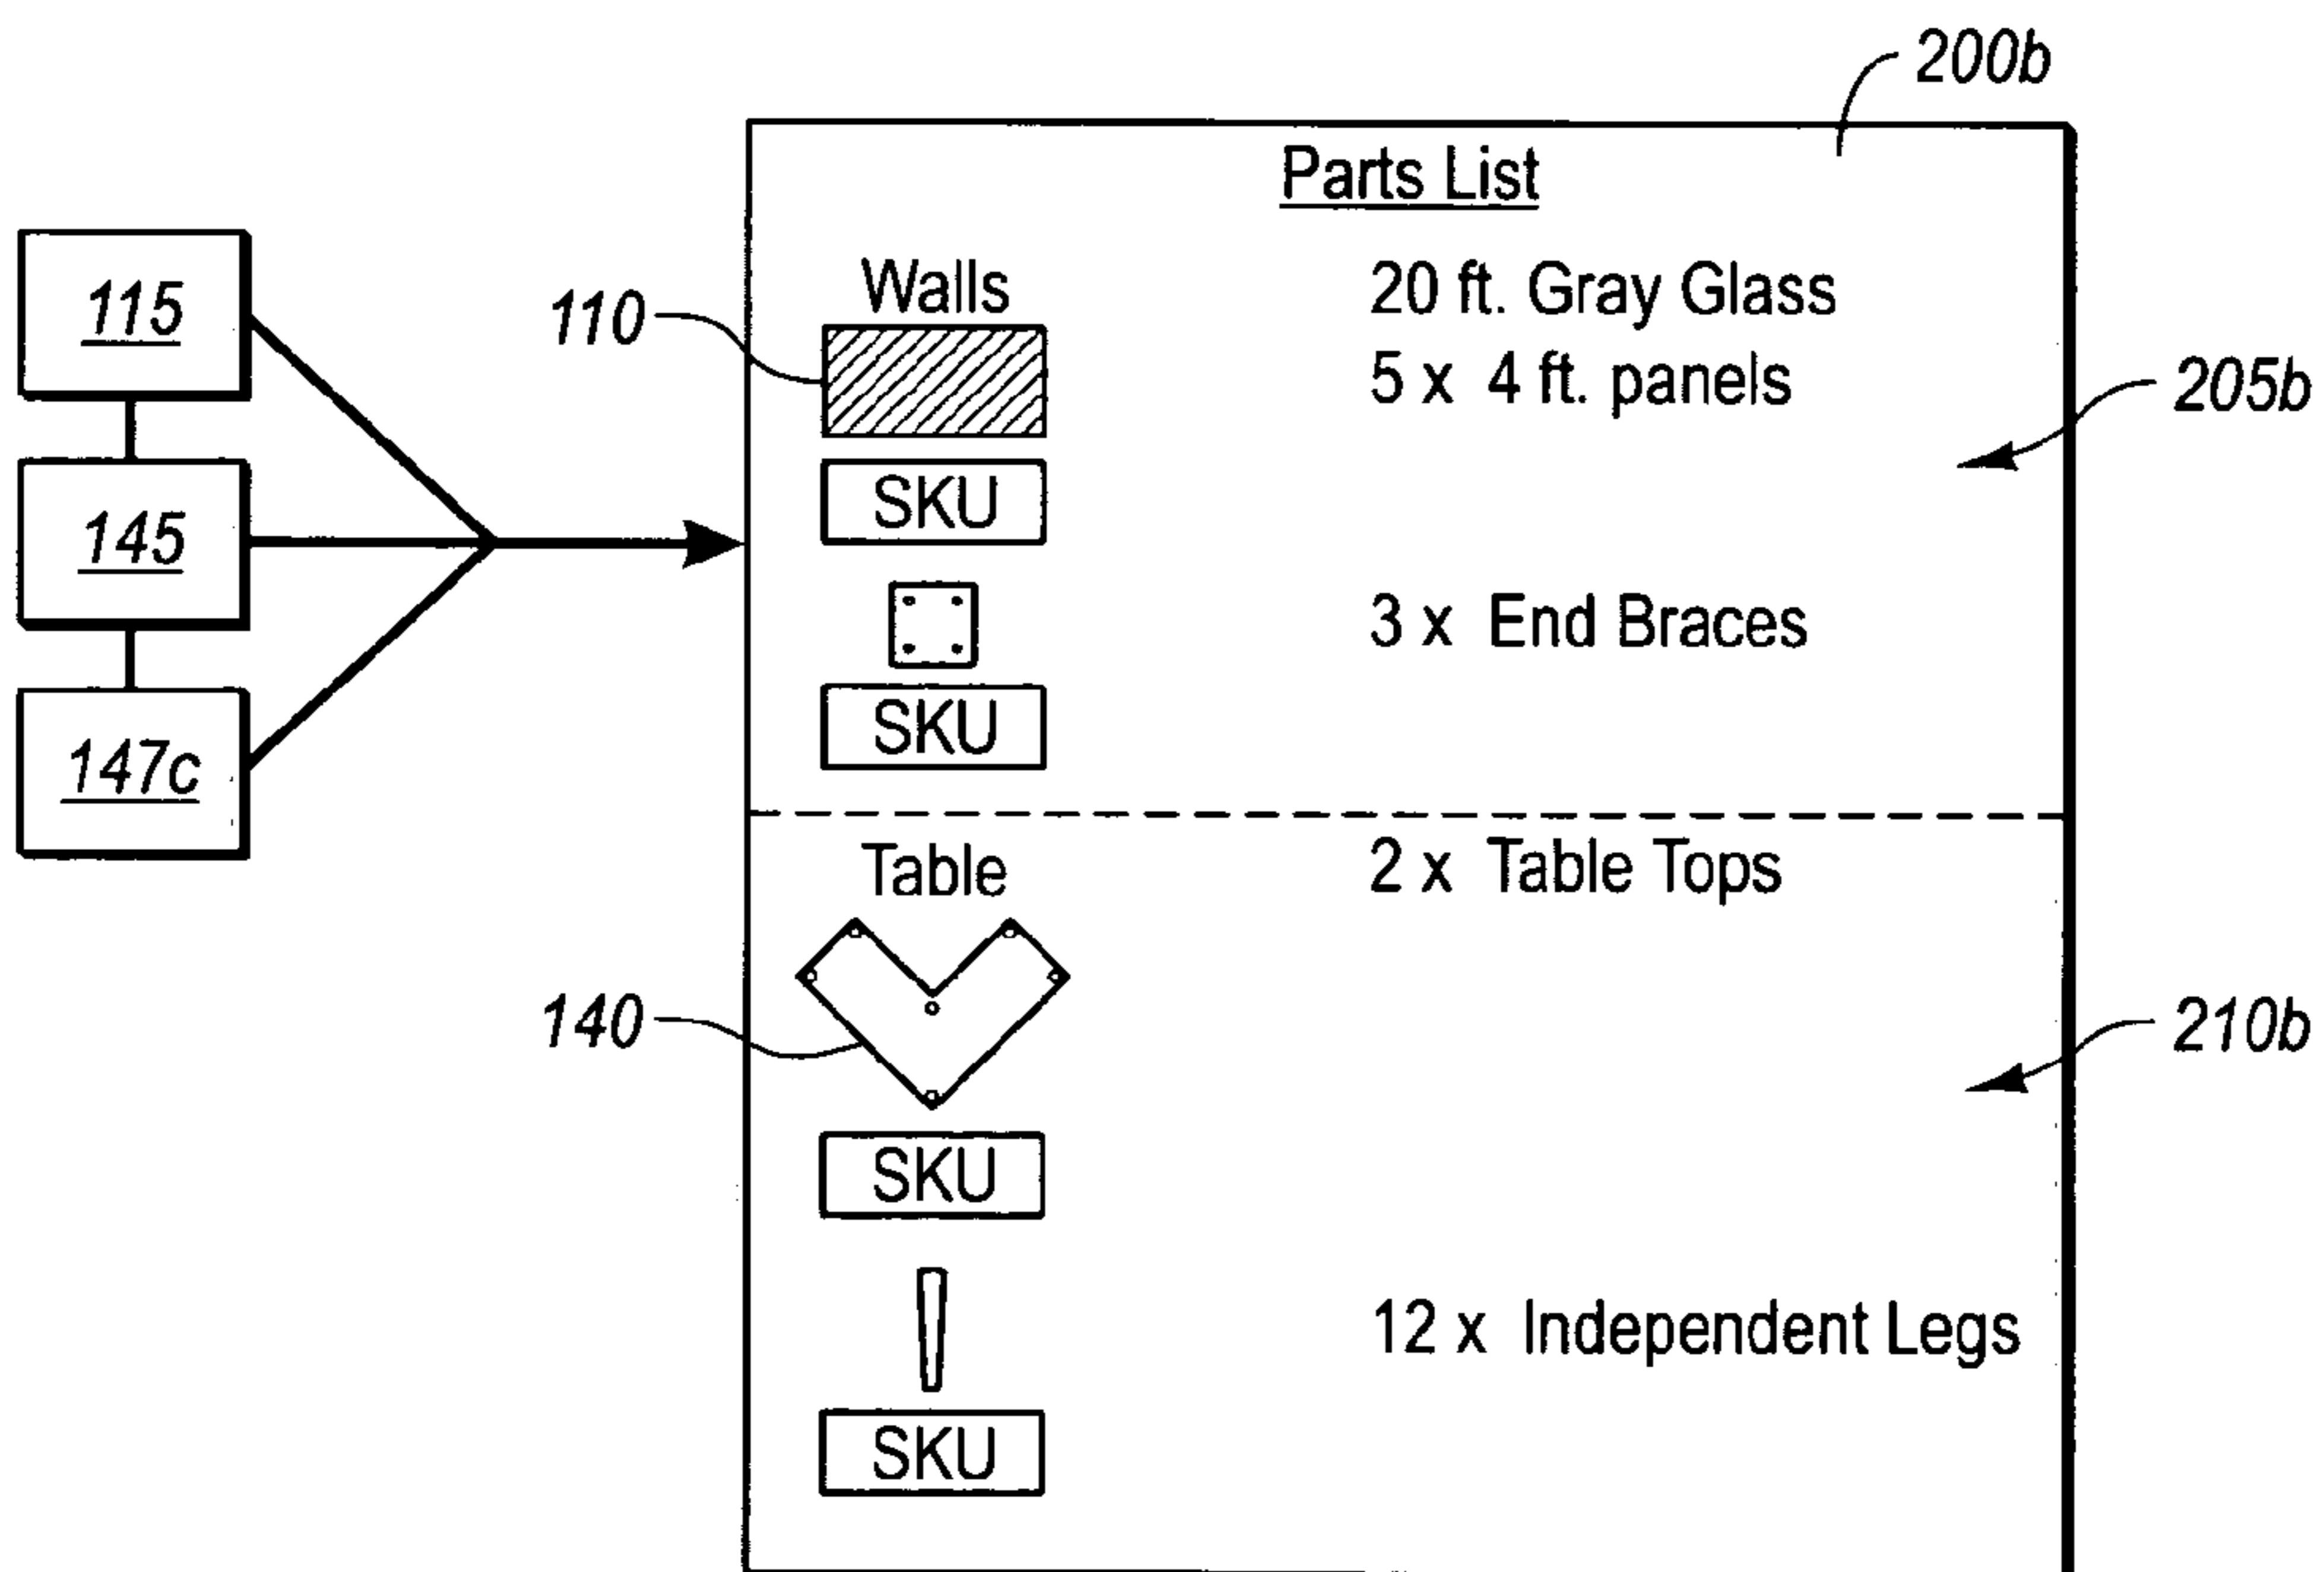 200b
Parts List
115
110
Walls
20 ft. Gray Glass
5 x 4 ft. panels
205b
145
SKU
3 x End Braces
147c
SKU
Table
2 x Table Tops
140
210b
SKU
12 x Independent Legs
SKU